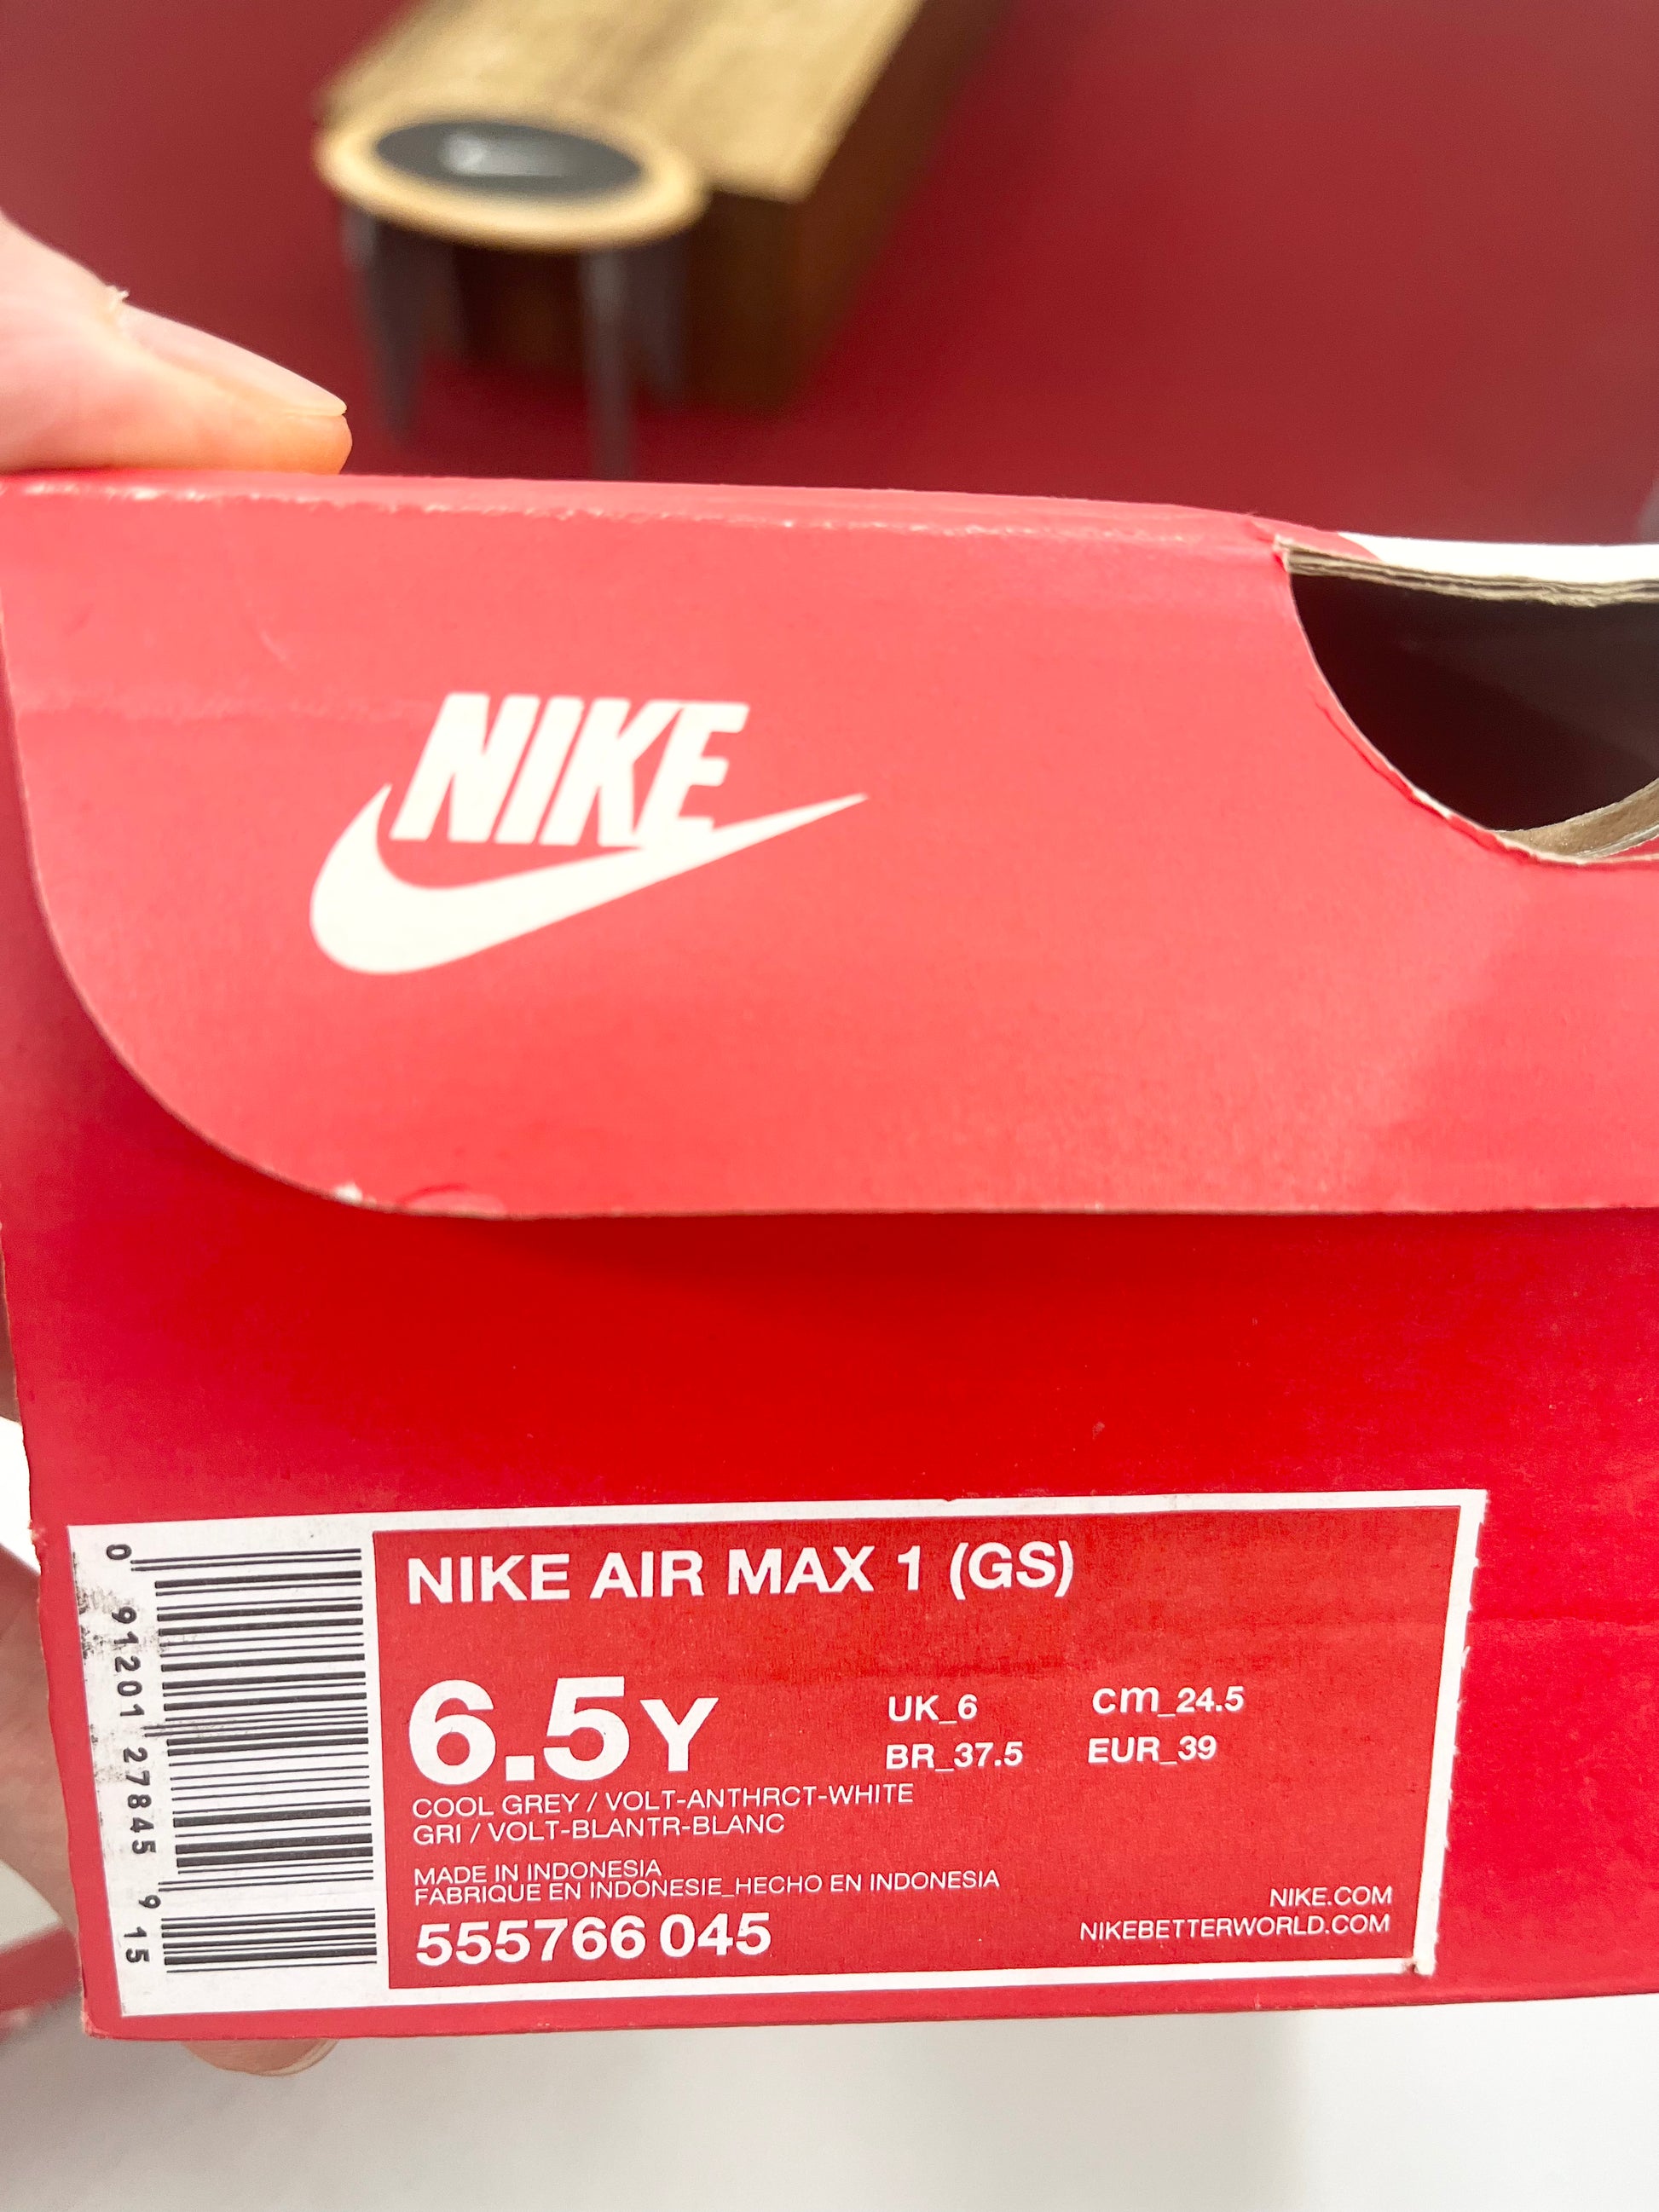 NIKE
NIKE AIR MAX 1 (GS)
6.5Y
UK_6 cm_24.5
BR_37.5 EUR_39
COOL GREY / VOLT-ANTHRCT-WHITE
GRI / VOLT-BLANTR-BLANC
MADE IN INDONESIA
FABRIQUE EN INDONESIE_HECHO EN INDONESIA
555766 045
NIKE.COM
NIKEBETTERWORLD.COM
0 91201 27845 9 15